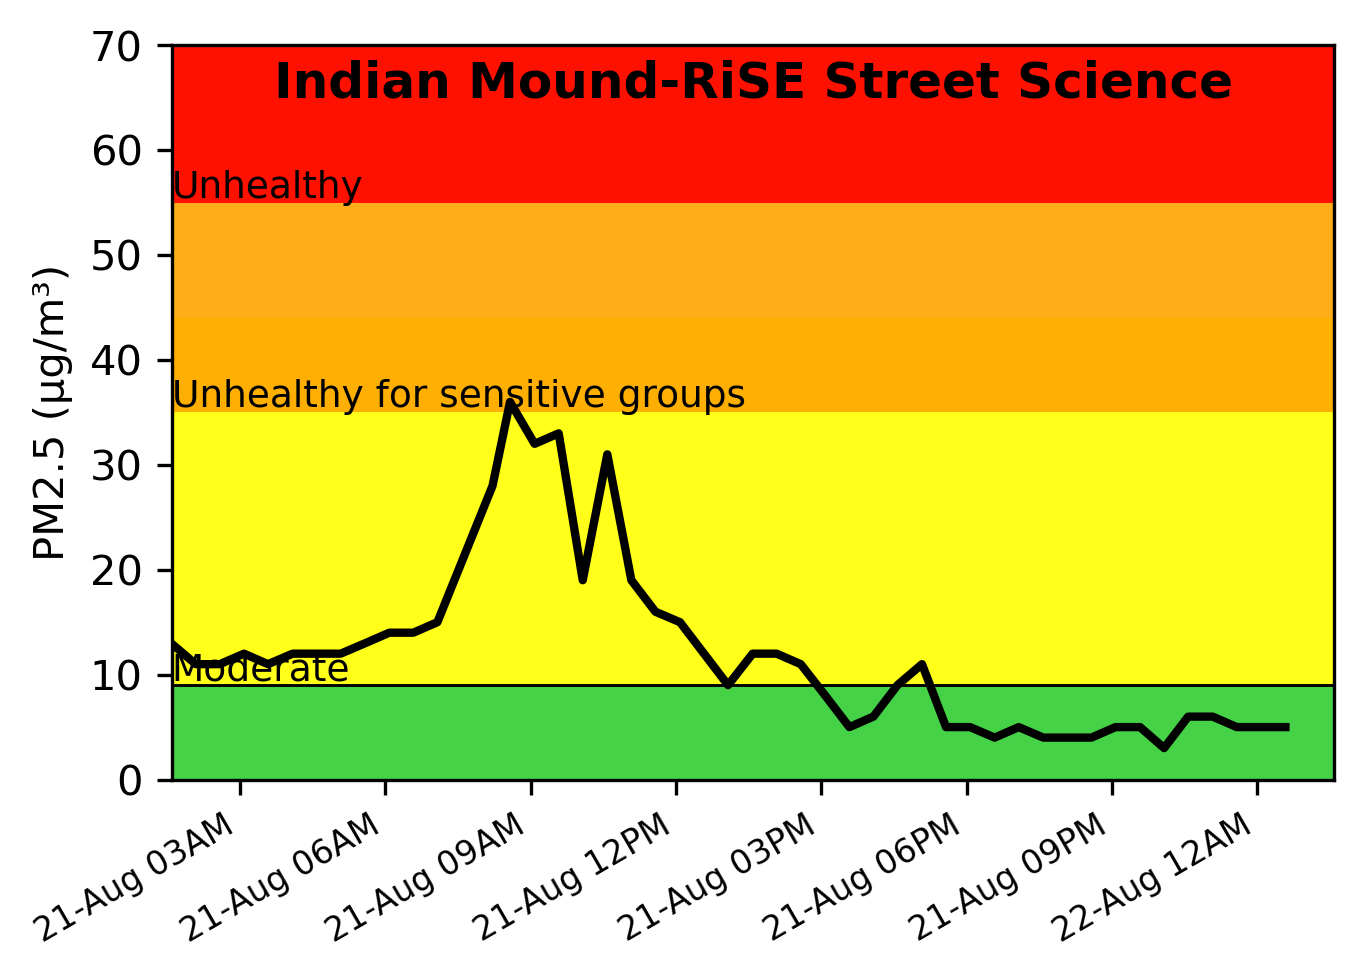 Indian Mound-RiSE Street Science
70
60
50
40
30
20
10
0
PM2.5 (µg/m³)
Unhealthy
Unhealthy for sensitive groups
Moderate
21-Aug 03AM
21-Aug 06AM
21-Aug 09AM
21-Aug 12PM
21-Aug 03PM
21-Aug 06PM
21-Aug 09PM
22-Aug 12AM